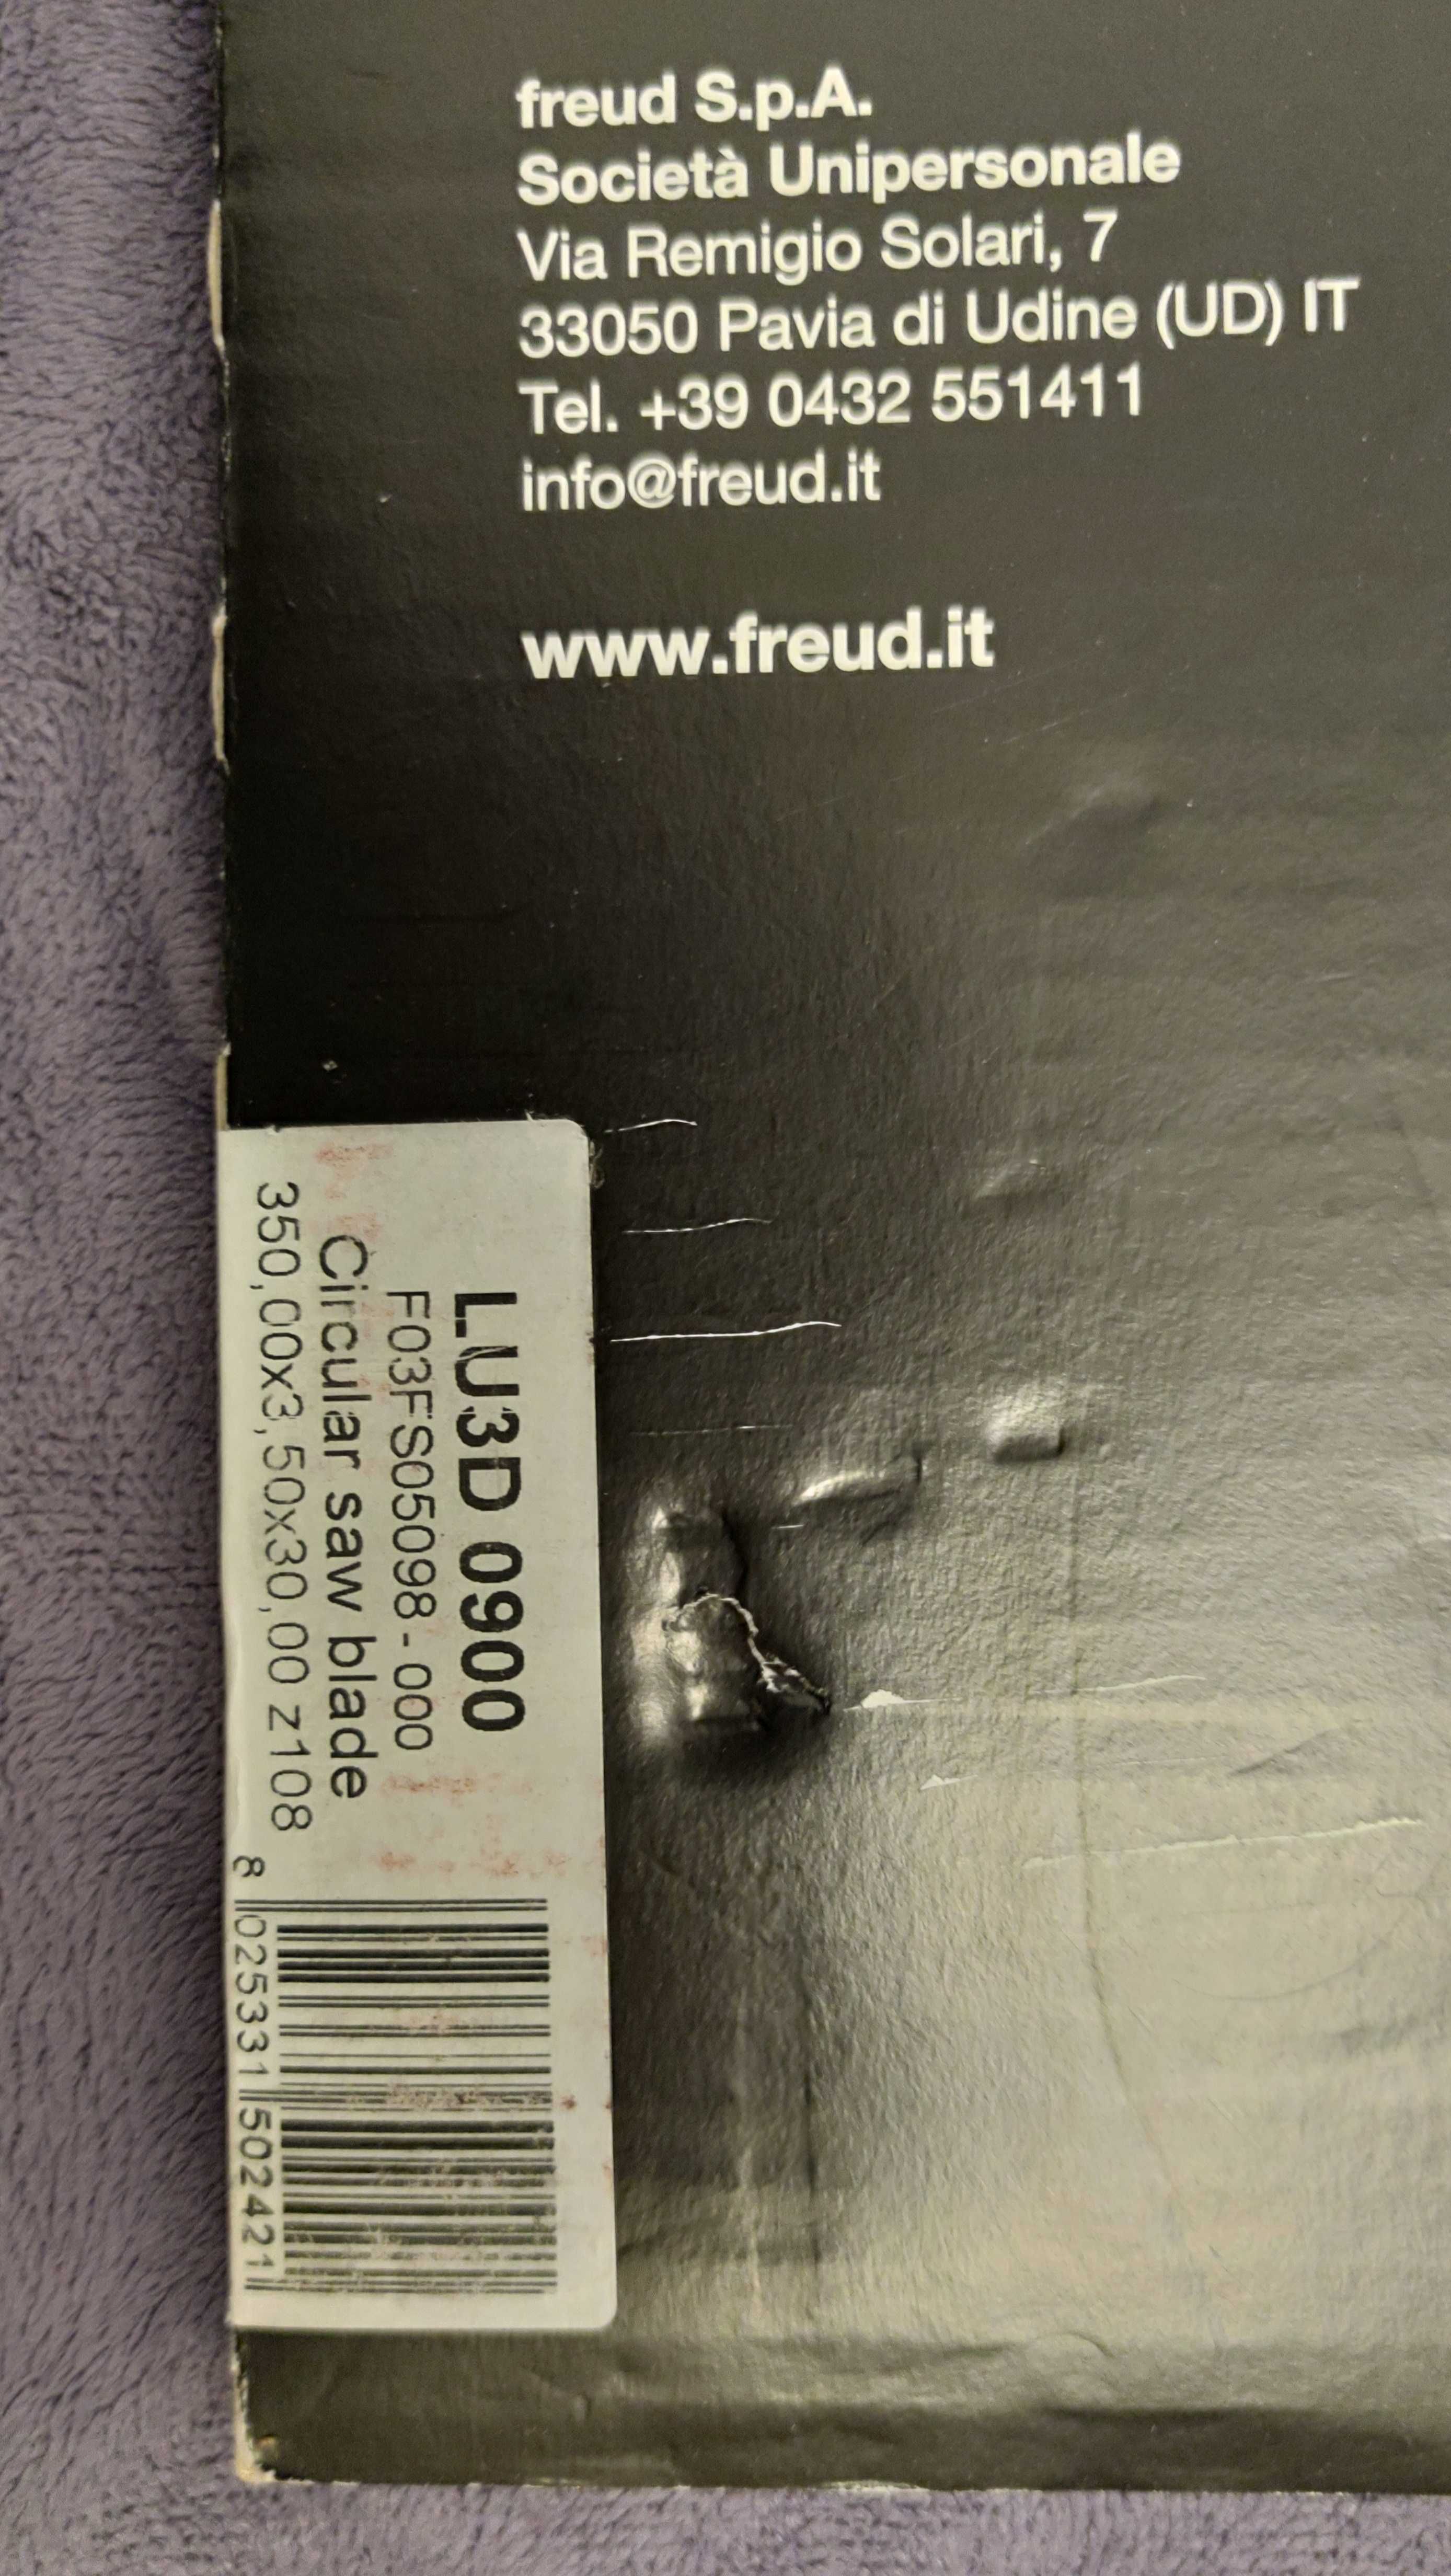 freud S.p.A.
Società Unipersonale
Via Remigio Solari, 7
33050 Pavia di Udine (UD) IT
Tel. +39 0432 551411
info@freud.it
www.freud.it
LU3D 0900
F03FS05098 - 000
Circular saw blade
350,00x3,50x30,00 z108
8 025331 502421